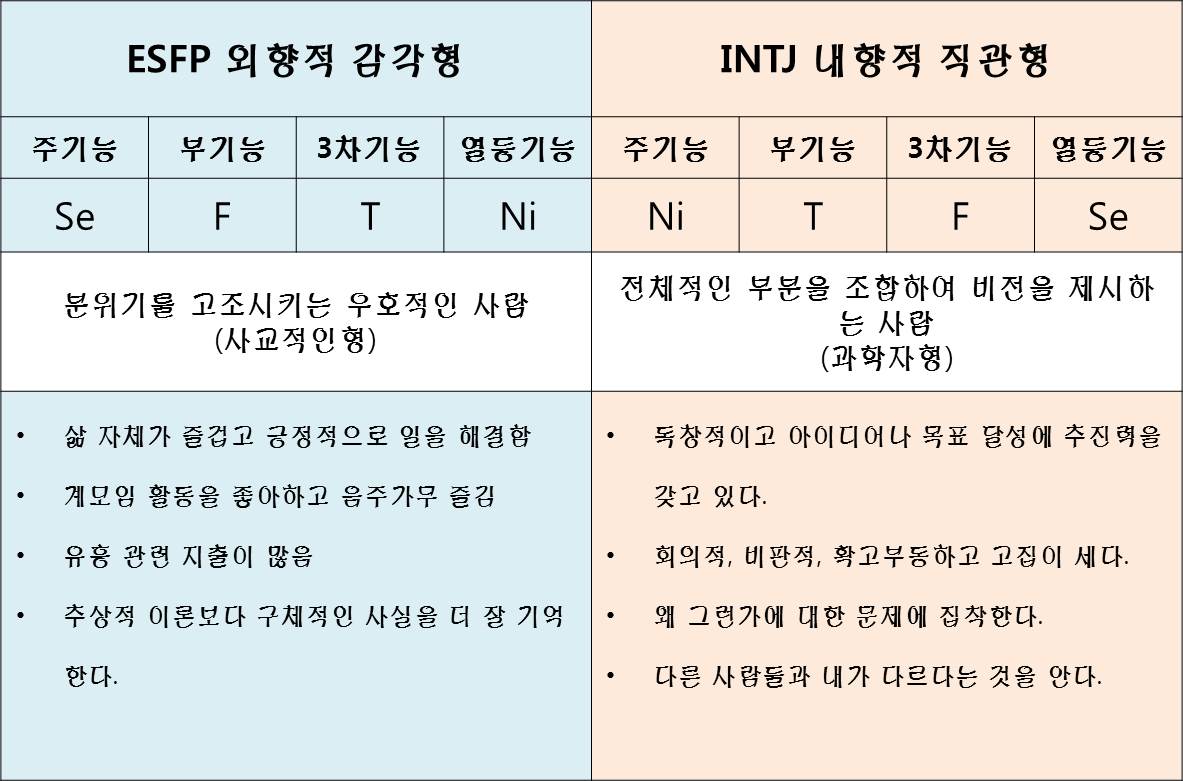 ESFP 외향적 감각형
주기능 부기능 3차기능 열등기능
Se F T Ni
분위기를 고조시키는 우호적인 사람
(사교적인형)
• 삶 자체가 즐겁고 긍정적으로 일을 해결함
• 계모임 활동을 좋아하고 음주가무 즐김
• 유흥 관련 지출이 많음
• 추상적 이론보다 구체적인 사실을 더 잘 기억
한다.
INTJ 내향적 직관형
주기능 부기능 3차기능 열등기능
Ni T F Se
전체적인 부분을 조합하여 비전을 제시하
는 사람
(과학자형)
• 독창적이고 아이디어나 목표 달성에 추진력을
갖고 있다.
• 회의적, 비판적, 확고부동하고 고집이 세다.
• 왜 그런가에 대한 문제에 집착한다.
• 다른 사람들과 내가 다르다는 것을 안다.